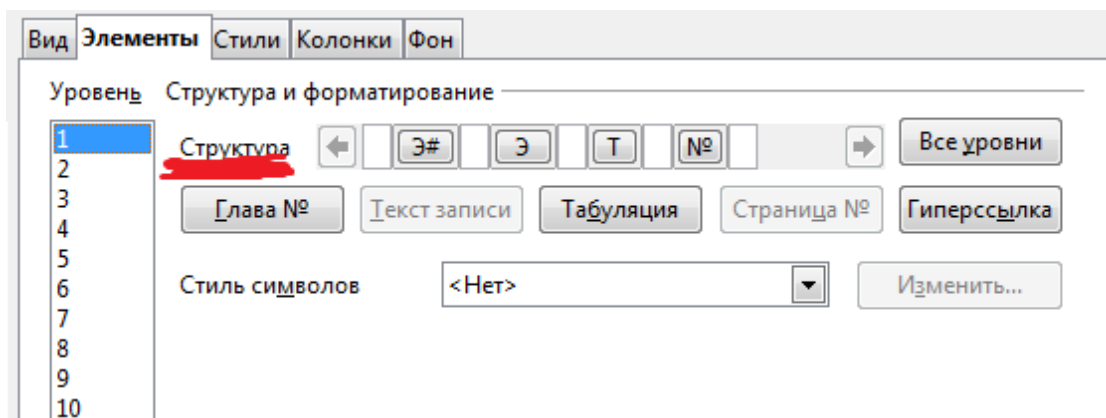 Вид Элементы Стили Колонки Фон
Уровень Структура и форматирование
1
Структура Э# Э Т № Все уровни
2
3
Глава № Текст записи Табуляция Страница № Гиперссылка
4
5
6
Стиль символов <Нет> Изменить...
7
8
9
10